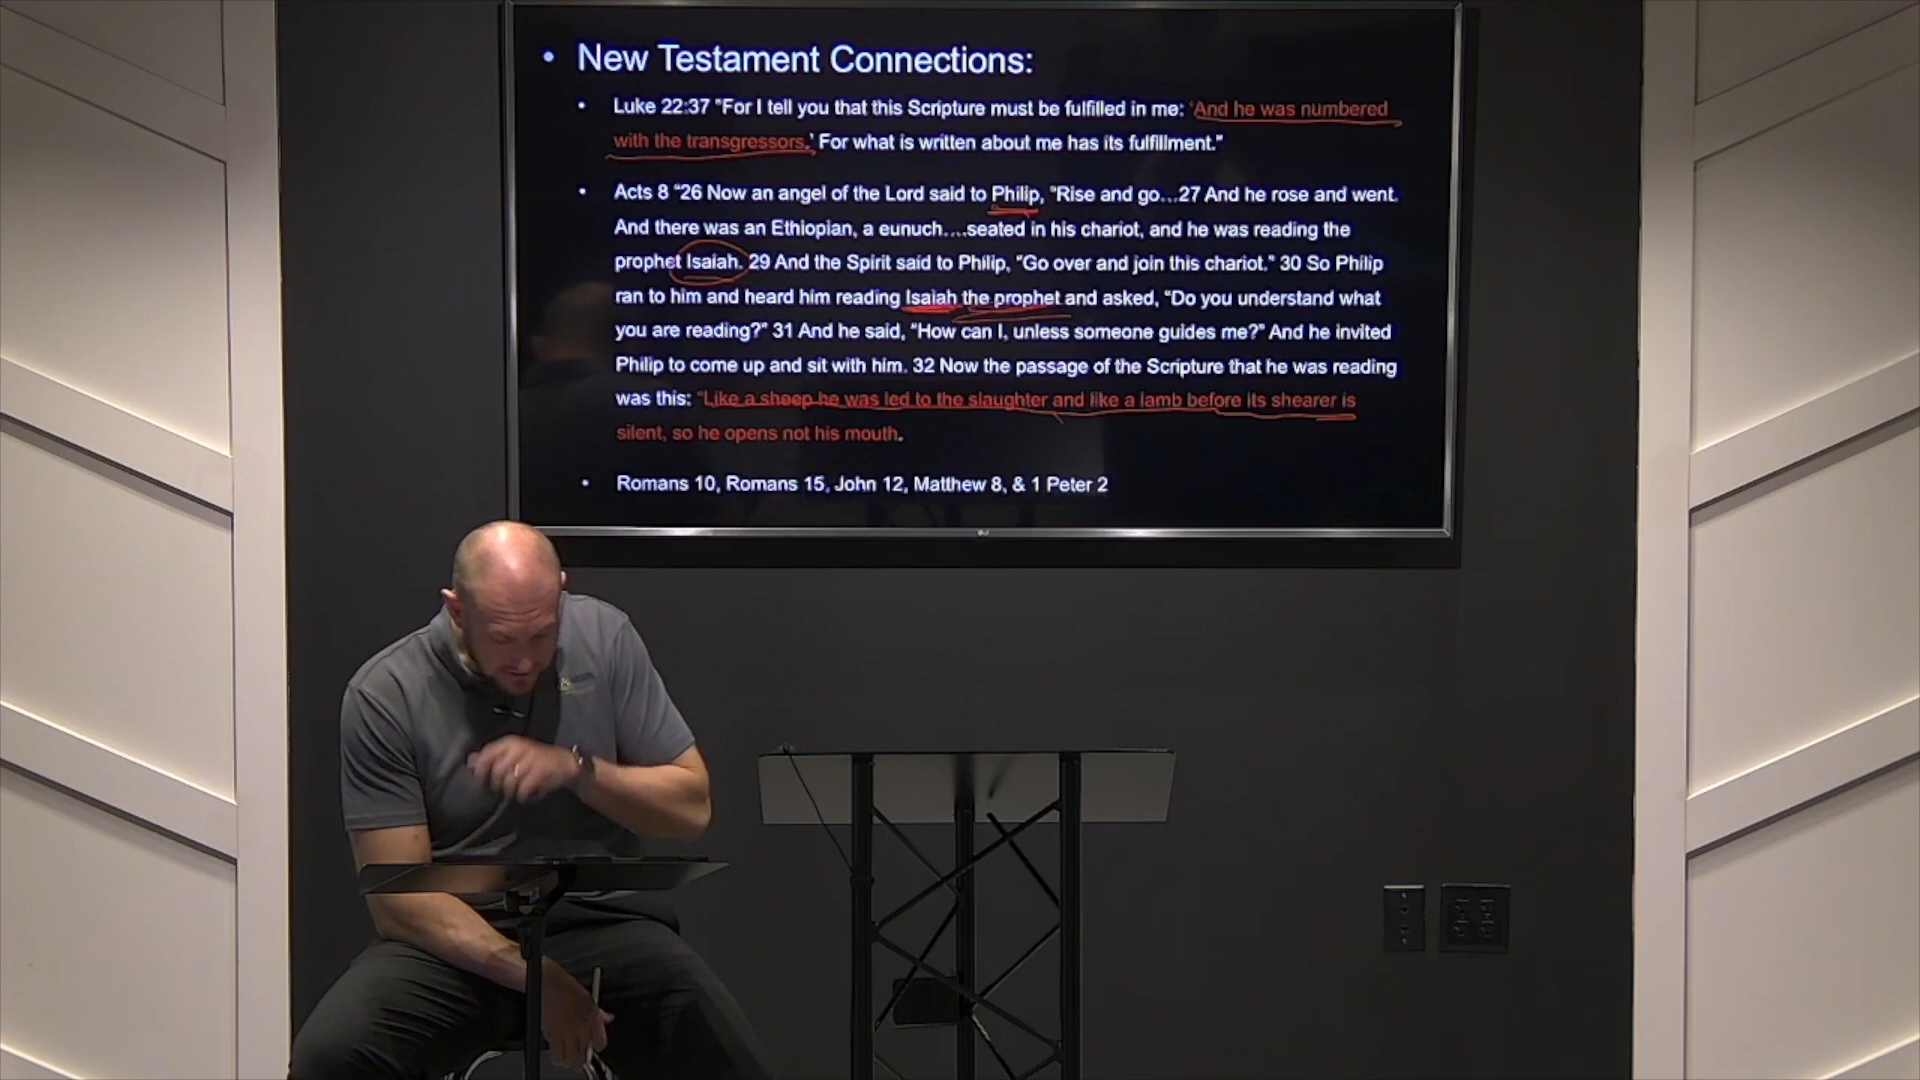 • New Testament Connections:
• Luke 22:37 "For I tell you that this Scripture must be fulfilled in me: 'And he was numbered
with the transgressors.' For what is written about me has its fulfillment."
• Acts 8 “26 Now an angel of the Lord said to Philip, "Rise and go…27 And he rose and went.
And there was an Ethiopian, a eunuch….seated in his chariot, and he was reading the
prophet Isaiah. 29 And the Spirit said to Philip, “Go over and join this chariot.” 30 So Philip
ran to him and heard him reading Isaiah the prophet and asked, “Do you understand what
you are reading?” 31 And he said, “How can I, unless someone guides me?” And he invited
Philip to come up and sit with him. 32 Now the passage of the Scripture that he was reading
was this: “Like a sheep he was led to the slaughter and like a lamb before its shearer is
silent, so he opens not his mouth.
• Romans 10, Romans 15, John 12, Matthew 8, & 1 Peter 2